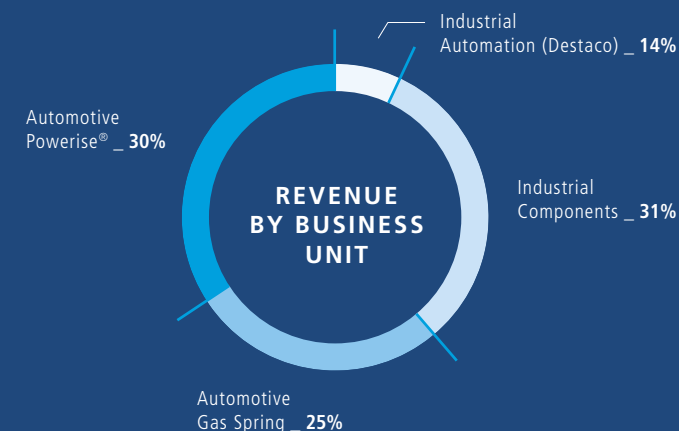 Industrial
Automation (Destaco) _ 14%
Automotive
Powerise® _ 30%
REVENUE
BY BUSINESS
UNIT
Industrial
Components _ 31%
Automotive
Gas Spring _ 25%